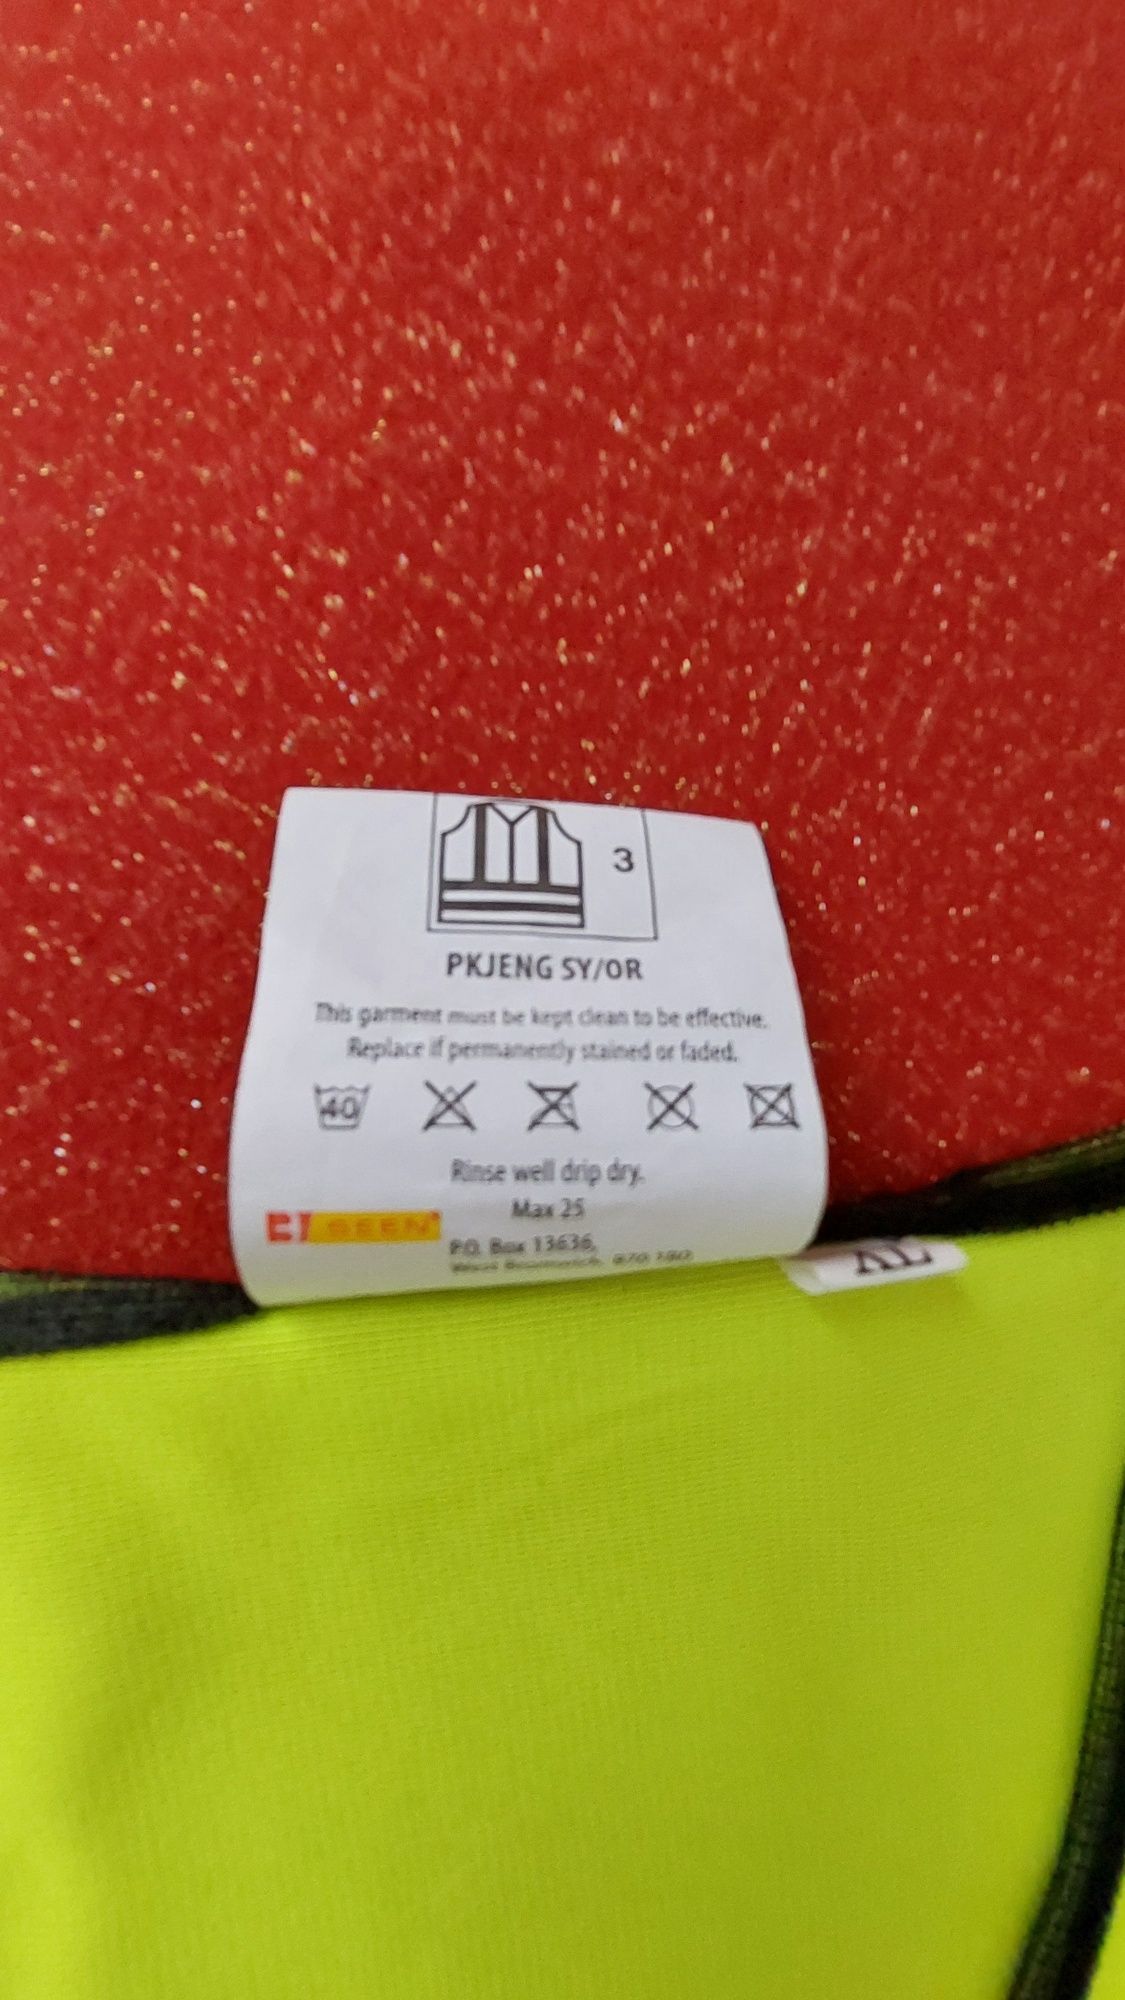 3
PKJENG SY/OR
This garment must be kept clean to be effective.
Replace if permanently stained or faded.
40
Rinse well drip dry.
Max 25
SEEN
P.O. Box 13636,
XL